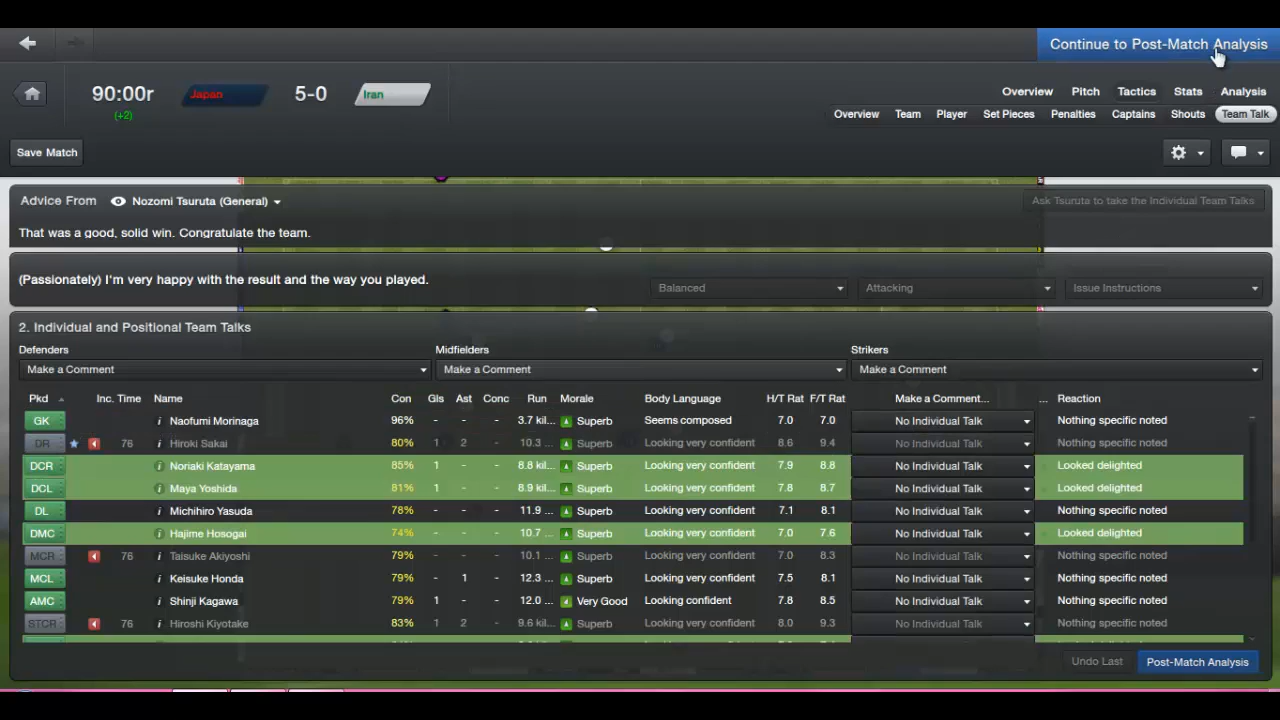 Continue to Post-Match Analysis
90:00r
(+2)
Japan
5-0
Iran
Overview Pitch Tactics Stats Analysis
Overview Team Player Set Pieces Penalties Captains Shouts Team Talk
Save Match
Advice From Nozomi Tsuruta (General)
Ask Tsuruta to take the Individual Team Talks
That was a good, solid win. Congratulate the team.
(Passionately) I'm very happy with the result and the way you played.
Balanced Attacking Issue Instructions
2. Individual and Positional Team Talks
Defenders Midfielders Strikers
Make a Comment Make a Comment Make a Comment
Pkd Inc. Time Name Con Gls Ast Conc Run Morale Body Language H/T Rat F/T Rat Make a Comment... ... Reaction
GK i Naofumi Morinaga 96% - - - 3.7 kil... Superb Seems composed 7.0 7.0 No Individual Talk Nothing specific noted
DR 76 i Hiroki Sakai 80% 1 2 - 10.3 ... Superb Looking very confident 8.6 9.4 No Individual Talk Nothing specific noted
DCR i Noriaki Katayama 85% 1 - - 8.8 kil... Superb Looking very confident 7.9 8.8 No Individual Talk Looked delighted
DCL i Maya Yoshida 81% 1 - - 8.9 kil... Superb Looking very confident 7.8 8.7 No Individual Talk Looked delighted
DL i Michihiro Yasuda 78% - - - 11.9 ... Superb Looking very confident 7.1 8.1 No Individual Talk Nothing specific noted
DMC i Hajime Hosogai 74% - - - 10.7 ... Superb Looking very confident 7.0 7.6 No Individual Talk Looked delighted
MCR 76 i Taisuke Akiyoshi 79% - - - 10.1 ... Superb Looking very confident 7.0 8.3 No Individual Talk Nothing specific noted
MCL i Keisuke Honda 79% - 1 - 12.3 ... Superb Looking very confident 7.5 8.1 No Individual Talk Nothing specific noted
AMC i Shinji Kagawa 79% 1 - - 12.0 ... Very Good Looking confident 7.8 8.5 No Individual Talk Nothing specific noted
STCR 76 i Hiroshi Kiyotake 83% 1 2 - 9.6 kil... Superb Looking very confident 8.0 9.3 No Individual Talk Nothing specific noted
Undo Last Post-Match Analysis